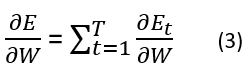 ∂E/∂W = ∑_{t=1}^{T} ∂E_t/∂W (3)